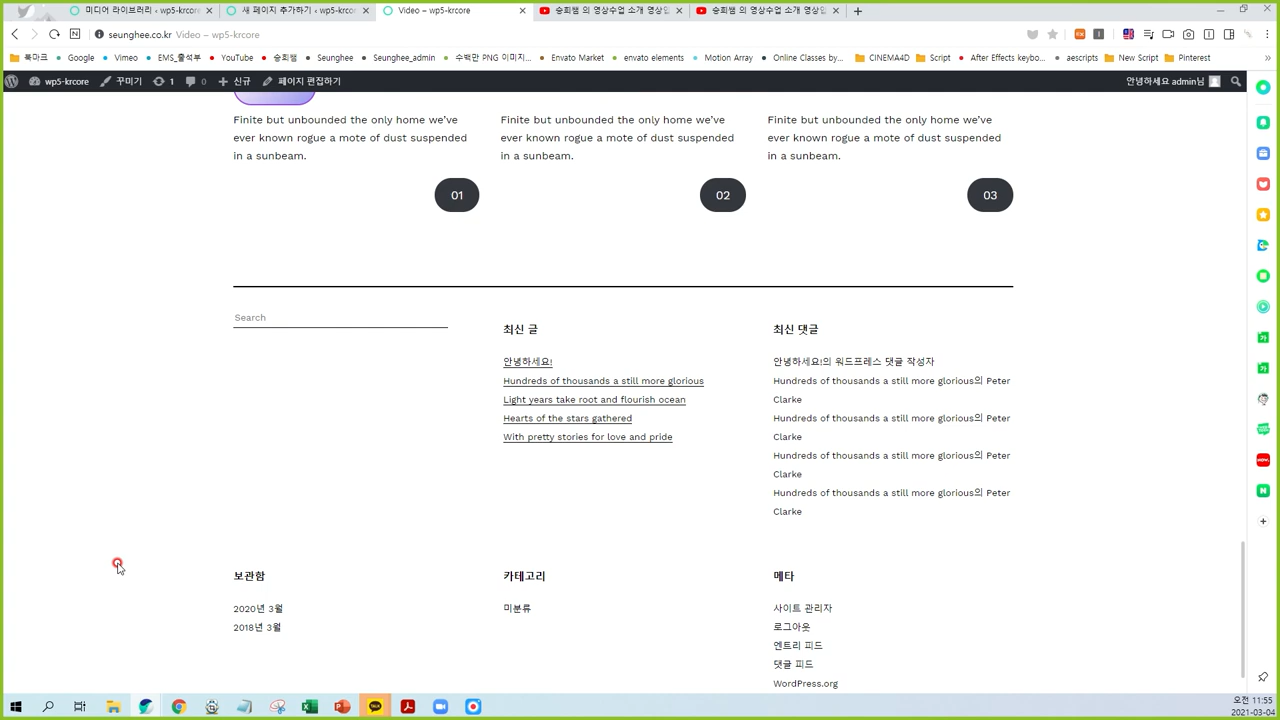 미디어 라이브러리 ‹ wp5-krcore
새 페이지 추가하기 ‹ wp5-krcor
Video – wp5-krcore
승희쌤 의 영상수업 소개 영상입
승희쌤 의 영상수업 소개 영상입
seunghee.co.kr Video – wp5-krcore
북마크
Google
Vimeo
EMS_출석부
YouTube
승희쌤
Seunghee
Seunghee_admin
수백만 PNG 이미지...
Envato Market
envato elements
Motion Array
Online Classes by...
CINEMA4D
Script
After Effects keybo...
aescripts
New Script
Pinterest
wp5-krcore
꾸미기
1
0
신규
페이지 편집하기
안녕하세요 admin님
Finite but unbounded the only home we've
ever known rogue a mote of dust suspended
in a sunbeam.
01
Finite but unbounded the only home we've
ever known rogue a mote of dust suspended
in a sunbeam.
02
Finite but unbounded the only home we've
ever known rogue a mote of dust suspended
in a sunbeam.
03
Search
최신 글
안녕하세요!
Hundreds of thousands a still more glorious
Light years take root and flourish ocean
Hearts of the stars gathered
With pretty stories for love and pride
최신 댓글
안녕하세요!의 워드프레스 댓글 작성자
Hundreds of thousands a still more glorious의 Peter
Clarke
Hundreds of thousands a still more glorious의 Peter
Clarke
Hundreds of thousands a still more glorious의 Peter
Clarke
Hundreds of thousands a still more glorious의 Peter
Clarke
보관함
2020년 3월
2018년 3월
카테고리
미분류
메타
사이트 관리자
로그아웃
엔트리 피드
댓글 피드
WordPress.org
오전 11:55
2021-03-04